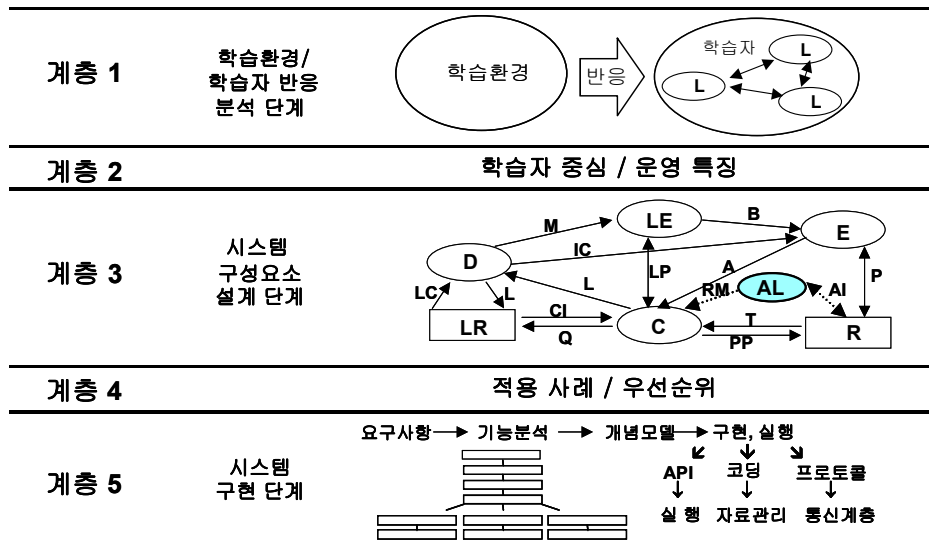 계층 1
학습환경/
학습자 반응
분석 단계
학습환경
반응
학습자
L
L
L
계층 2
학습자 중심 / 운영 특징
계층 3
시스템
구성요소
설계 단계
M
LE
B
E
D
IC
LP
A
P
LC
L
L
RM
AL
AI
LR
CI
Q
C
T
PP
R
계층 4
적용 사례 / 우선순위
계층 5
시스템
구현 단계
요구사항 기능분석 개념모델 구현, 실행
API 코딩 프로토콜
실 행 자료관리 통신계층